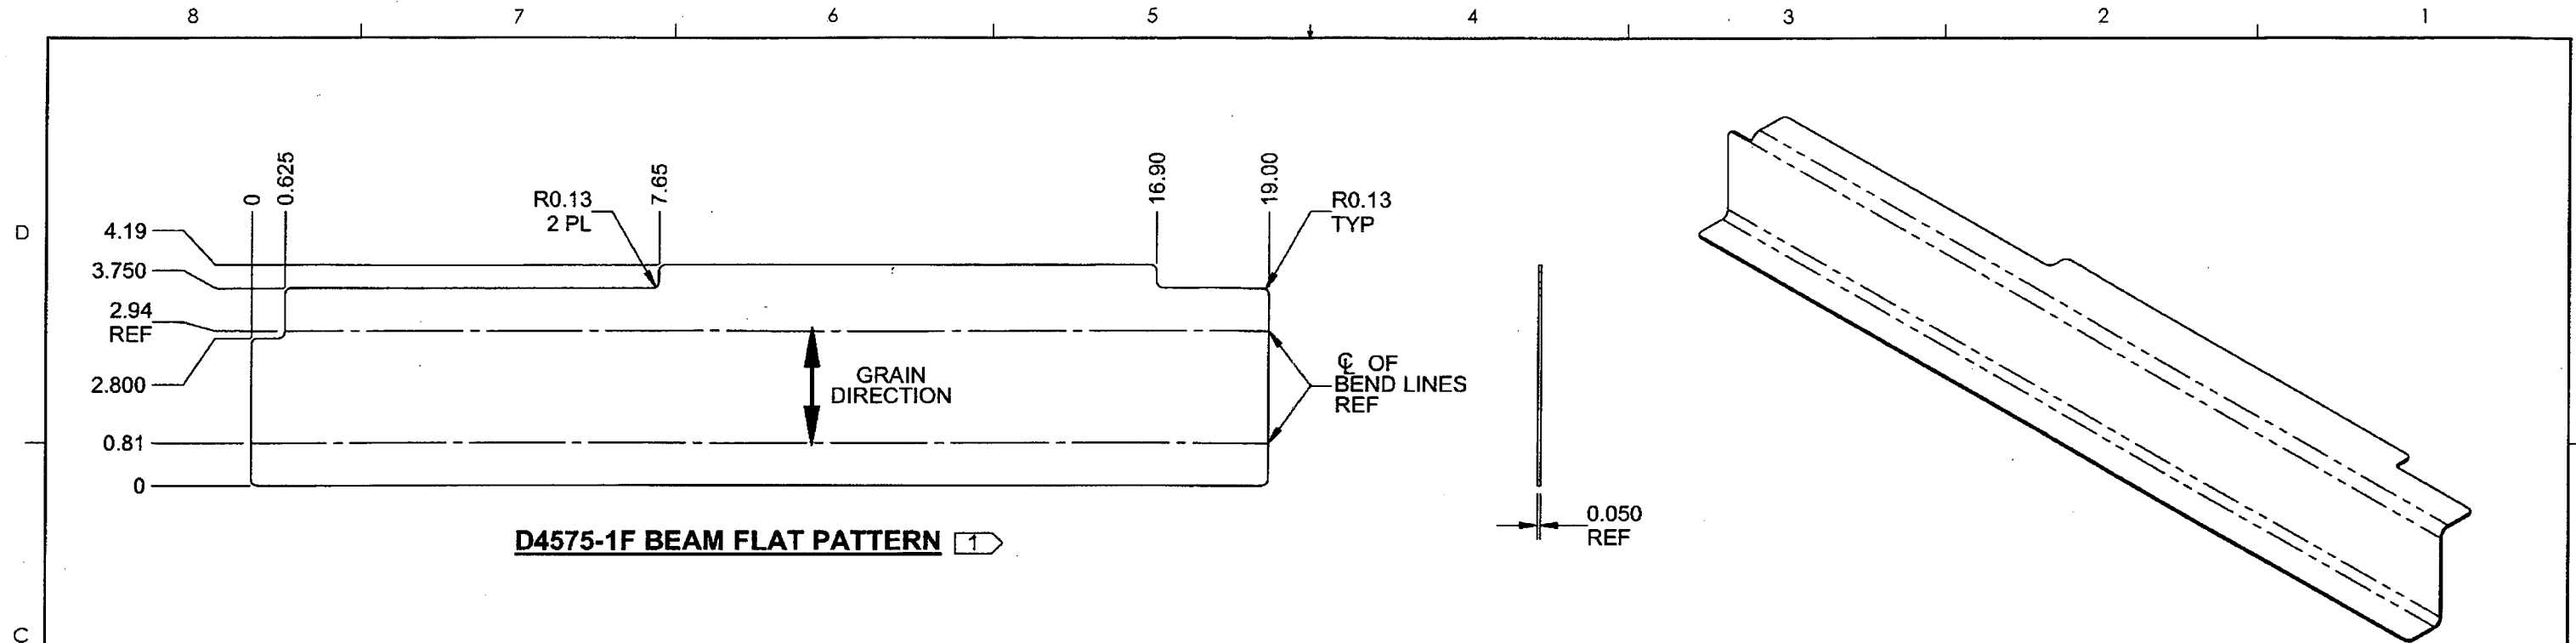 8 7 6 5 4 3 2 1
D
C
0
0.625
7.65
16.90
19.00
R0.13
2 PL
R0.13
TYP
4.19
3.750
2.94
REF
2.800
0.81
0
GRAIN
DIRECTION
℄ OF
BEND LINES
REF
0.050
REF
D4575-1F BEAM FLAT PATTERN 1